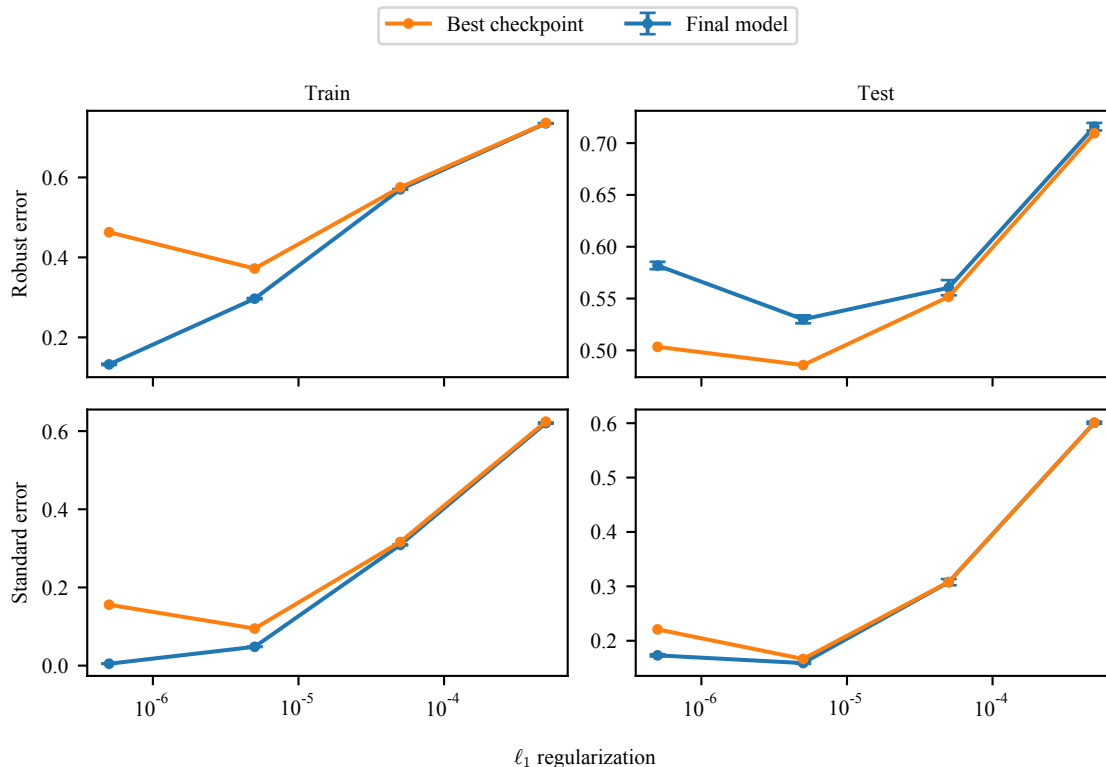 Best checkpoint Final model
Train Test
Robust error
0.6
0.4
0.2
0.70
0.65
0.60
0.55
0.50
Standard error
0.6
0.4
0.2
0.0
0.6
0.5
0.3
0.2
10⁻⁶ 10⁻⁵ 10⁻⁴ 10⁻⁶ 10⁻⁵ 10⁻⁴
ℓ₁ regularization